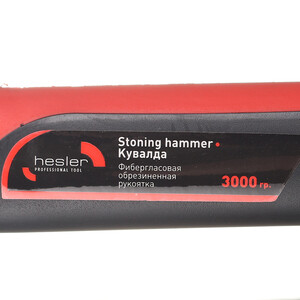 hesler
PROFESSIONAL TOOL
Stoning hammer •
Кувалда
Фибергласовая
обрезиненная
рукоятка
3000 гр.